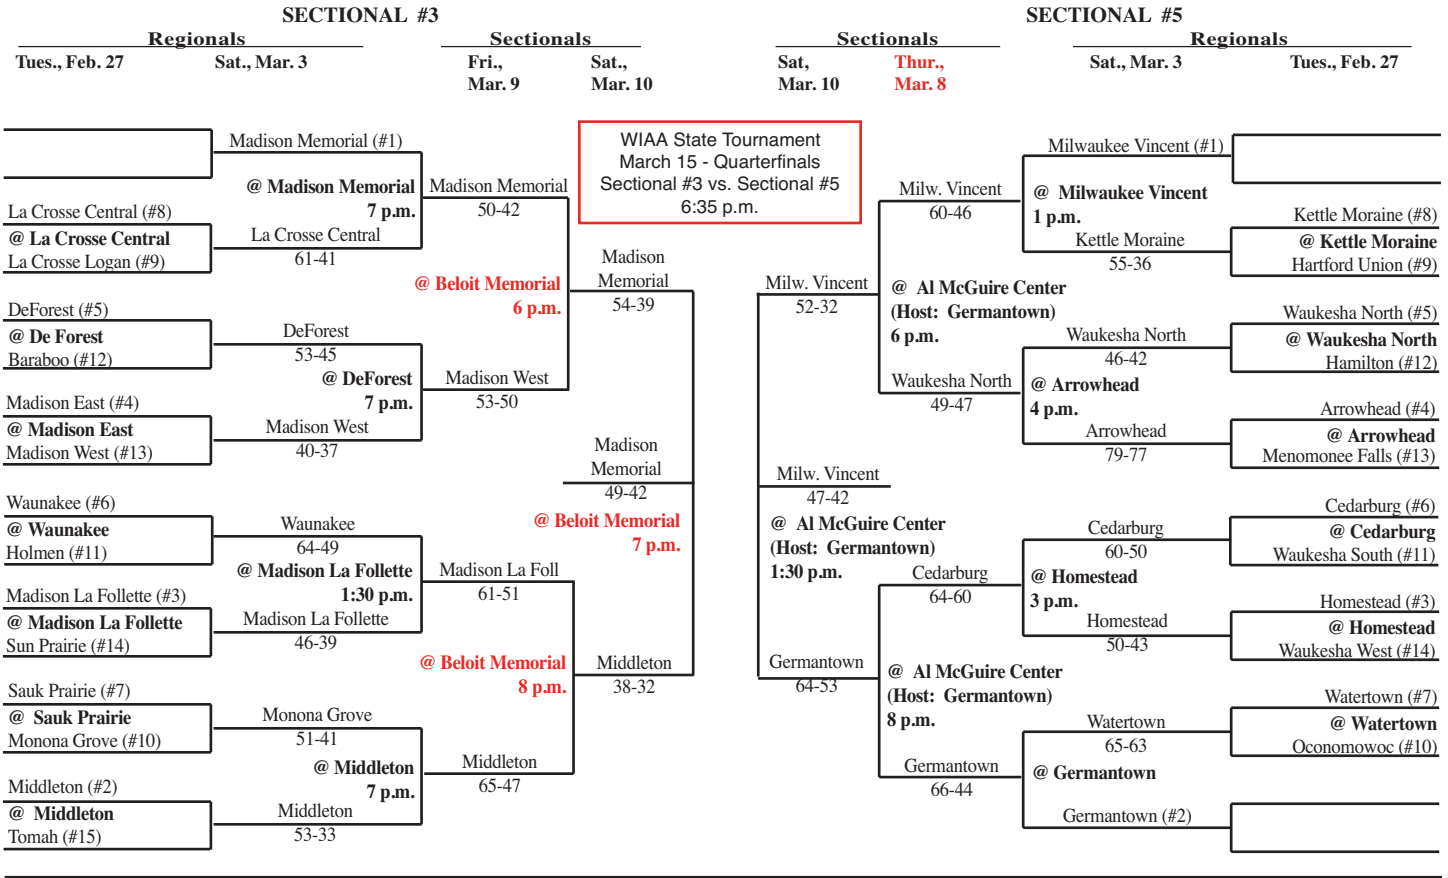 SECTIONAL #3
Regionals
Sectionals
Tues., Feb. 27
Sat., Mar. 3
Fri.,
Mar. 9
Sat.,
Mar. 10
Madison Memorial (#1)
@ Madison Memorial
7 p.m.
La Crosse Central (#8)
@ La Crosse Central
La Crosse Logan (#9)
La Crosse Central
61-41
Madison Memorial
50-42
DeForest (#5)
@ De Forest
Baraboo (#12)
DeForest
53-45
@ DeForest
7 p.m.
Madison East (#4)
@ Madison East
Madison West (#13)
Madison West
40-37
Madison West
53-50
@ Beloit Memorial
6 p.m.
Madison
Memorial
54-39
Waunakee (#6)
@ Waunakee
Holmen (#11)
Waunakee
64-49
@ Madison La Follette
1:30 p.m.
Madison La Follette (#3)
@ Madison La Follette
Sun Prairie (#14)
Madison La Follette
46-39
Madison La Foll
61-51
Sauk Prairie (#7)
@ Sauk Prairie
Monona Grove (#10)
Monona Grove
51-41
@ Middleton
7 p.m.
Middleton (#2)
@ Middleton
Tomah (#15)
Middleton
53-33
Middleton
65-47
@ Beloit Memorial
8 p.m.
Middleton
38-32
Madison
Memorial
49-42
@ Beloit Memorial
7 p.m.
WIAA State Tournament
March 15 - Quarterfinals
Sectional #3 vs. Sectional #5
6:35 p.m.
SECTIONAL #5
Sectionals
Regionals
Sat,
Mar. 10
Thur.,
Mar. 8
Sat., Mar. 3
Tues., Feb. 27
Milwaukee Vincent (#1)
@ Milwaukee Vincent
1 p.m.
Kettle Moraine (#8)
@ Kettle Moraine
Hartford Union (#9)
Kettle Moraine
55-36
Milw. Vincent
60-46
Waukesha North (#5)
@ Waukesha North
Hamilton (#12)
Waukesha North
46-42
@ Arrowhead
4 p.m.
Arrowhead (#4)
@ Arrowhead
Menomonee Falls (#13)
Arrowhead
79-77
Waukesha North
49-47
@ Al McGuire Center
(Host: Germantown)
6 p.m.
Milw. Vincent
52-32
Cedarburg (#6)
@ Cedarburg
Waukesha South (#11)
Cedarburg
60-50
@ Homestead
3 p.m.
Homestead (#3)
@ Homestead
Waukesha West (#14)
Homestead
50-43
Cedarburg
64-60
Watertown (#7)
@ Watertown
Oconomowoc (#10)
Watertown
65-63
@ Germantown
Germantown (#2)
Germantown
66-44
@ Al McGuire Center
(Host: Germantown)
8 p.m.
Germantown
64-53
Milw. Vincent
47-42
@ Al McGuire Center
(Host: Germantown)
1:30 p.m.